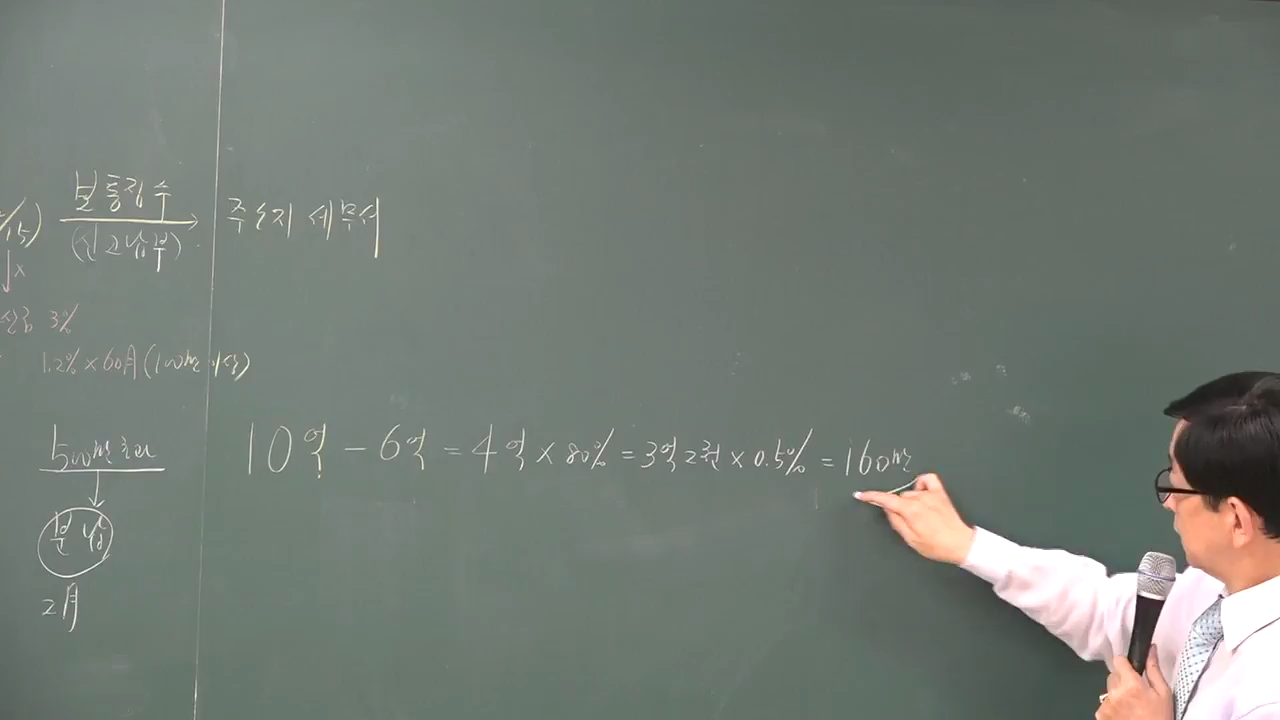 보통징수
/15)
(신고납부)
주소지 세무서
3%
1.2% × 60月 (100만 이상)
500만 초과
10억 - 6억 = 4억 × 80% = 3억2천 × 0.5% = 160만
분납
2月